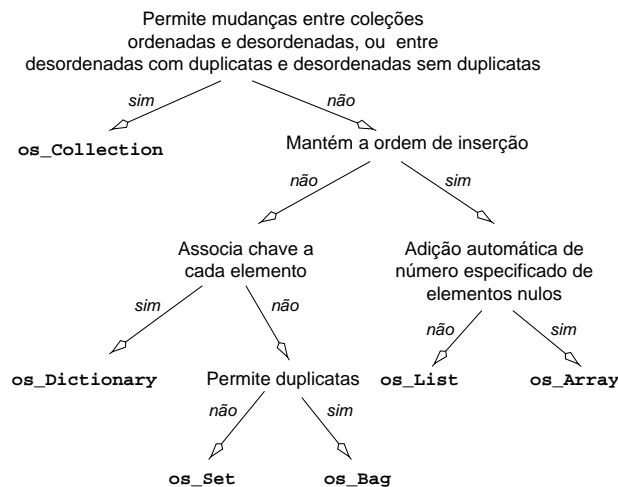 Permite mudanças entre coleções
ordenadas e desordenadas, ou entre
desordenadas com duplicatas e desordenadas sem duplicatas
sim
não
os_Collection
Mantém a ordem de inserção
não
sim
Associa chave a
cada elemento
Adição automática de
número especificado de
elementos nulos
sim
não
não
sim
os_Dictionary
Permite duplicatas
os_List
os_Array
não
sim
os_Set
os_Bag